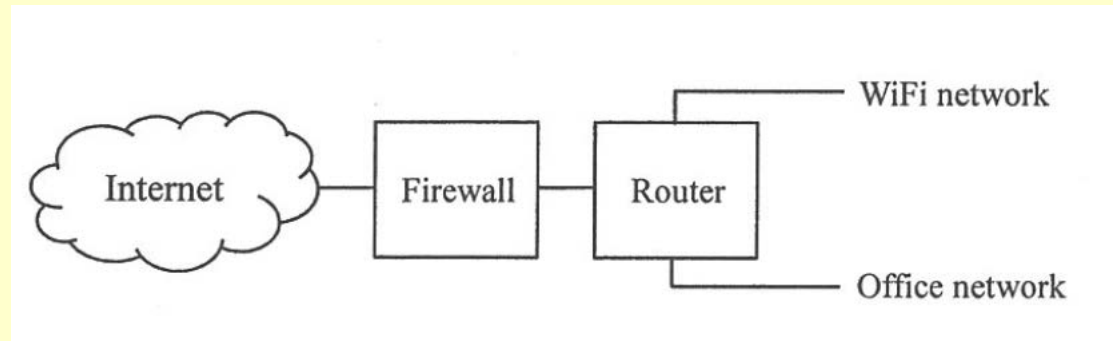 WiFi network
Internet
Firewall
Router
Office network